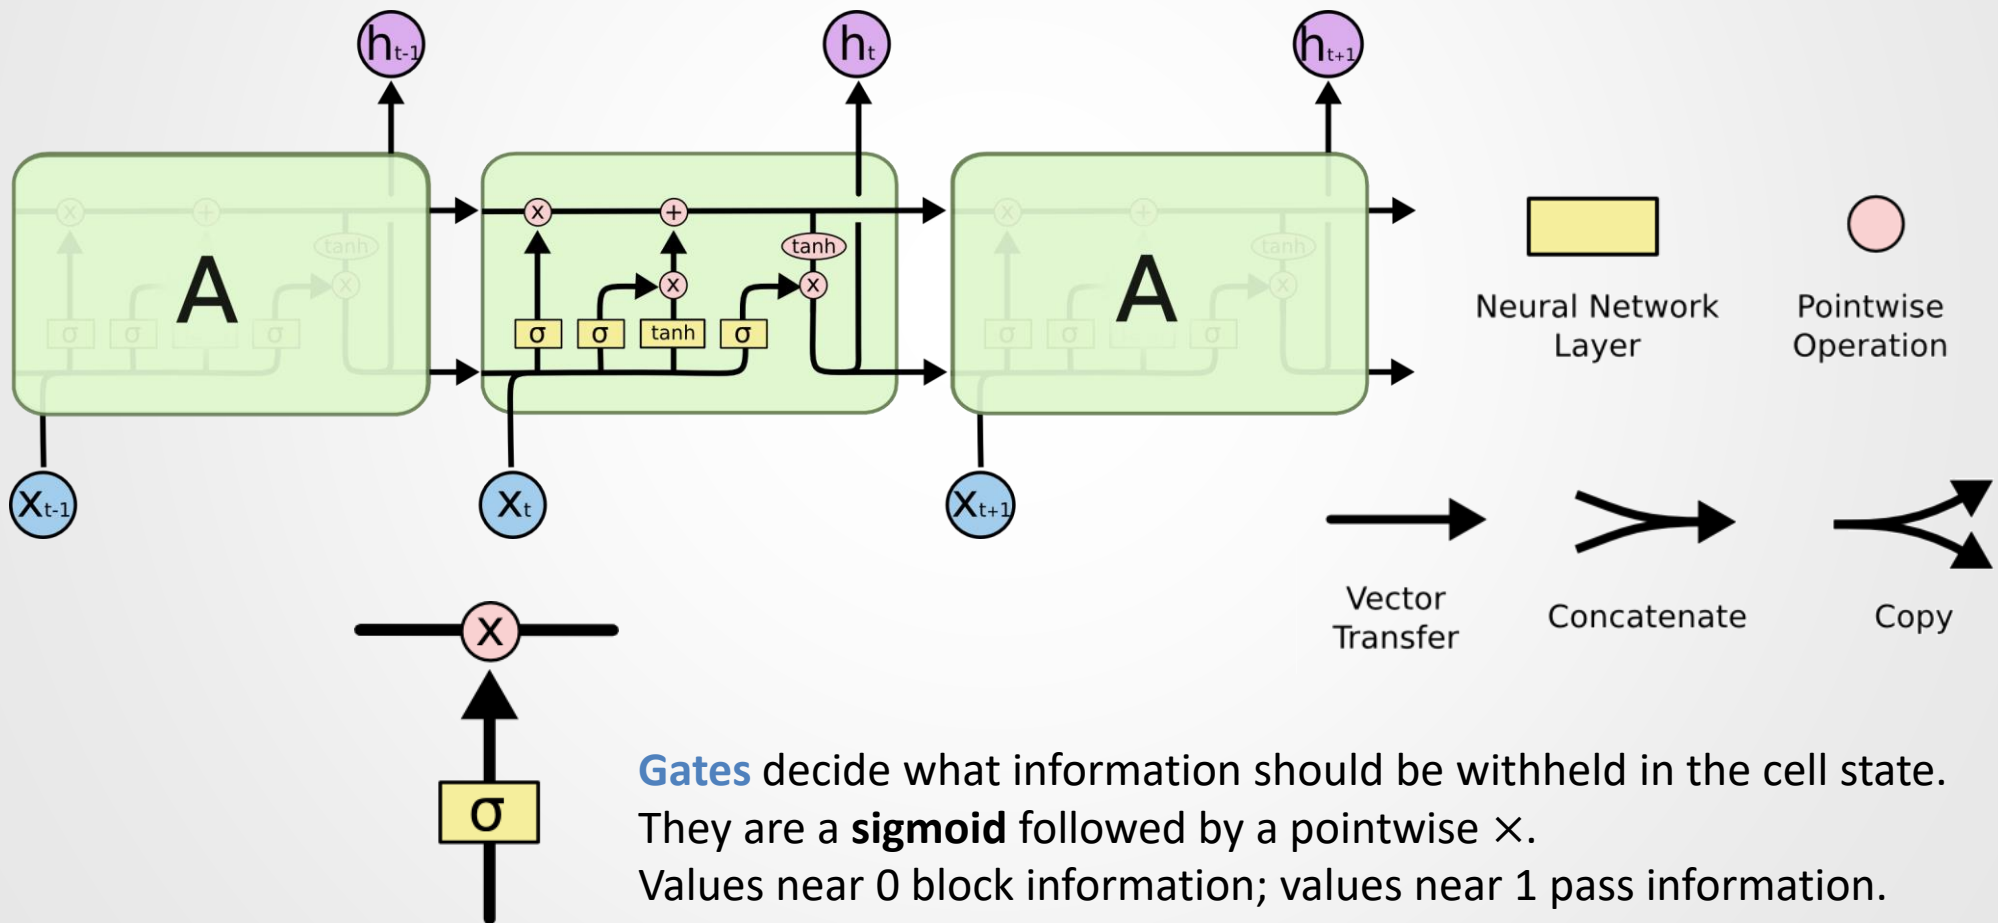 ht-1
ht
ht+1
x
+
tanh
x
A
σ
σ
σ
x
+
tanh
x
x
σ
σ
tanh
σ
x
+
tanh
x
A
σ
σ
σ
Neural Network
Layer
Pointwise
Operation
Xt-1
Xt
Xt+1
Vector
Transfer
Concatenate
Copy
x
σ
Gates decide what information should be withheld in the cell state.
They are a sigmoid followed by a pointwise ×.
Values near 0 block information; values near 1 pass information.